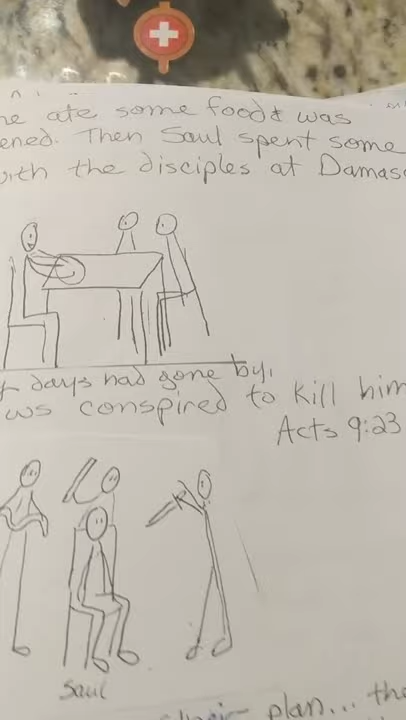 he ate some food & was
ened. Then Saul spent some
with the disciples at Damasc
days had gone by,
ws conspired to kill him
Acts 9:23
Saul
plan... the